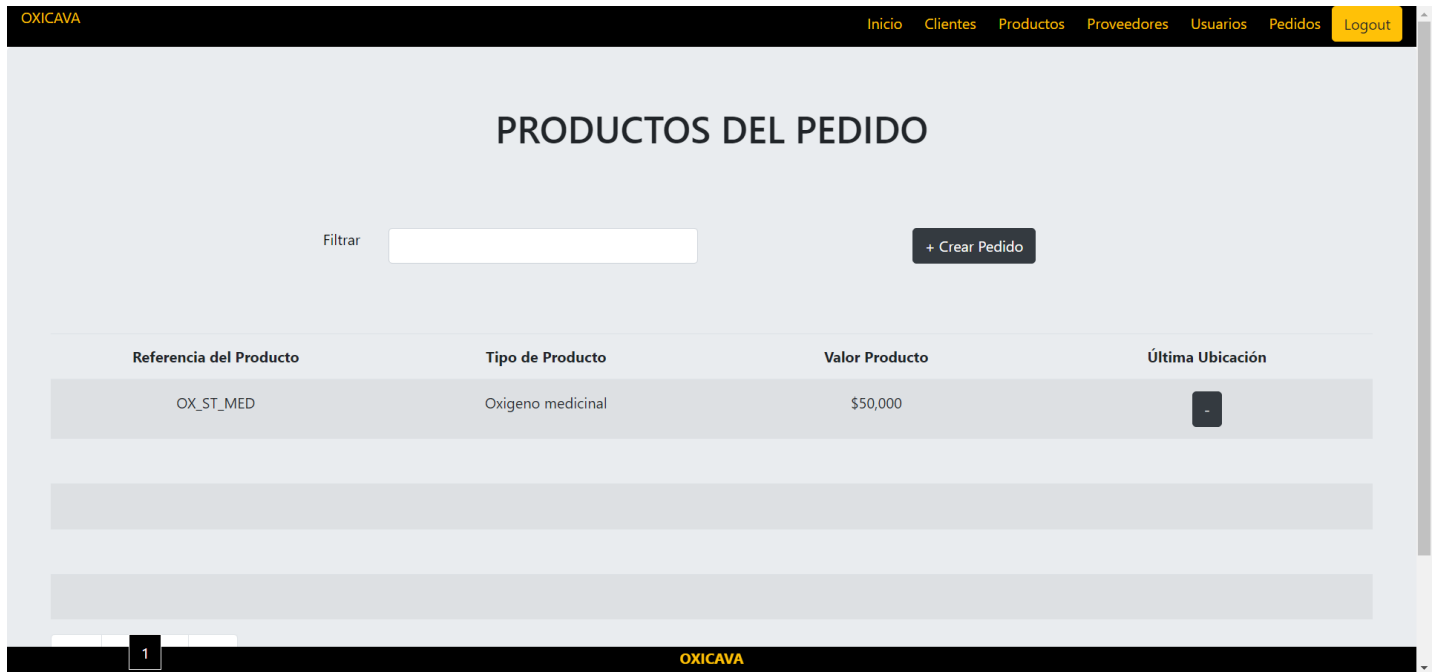 OXICAVA
Inicio Clientes Productos Proveedores Usuarios Pedidos Logout
PRODUCTOS DEL PEDIDO
Filtrar
+ Crear Pedido
Referencia del Producto Tipo de Producto Valor Producto Última Ubicación
OX_ST_MED Oxigeno medicinal $50,000 -
1
OXICAVA